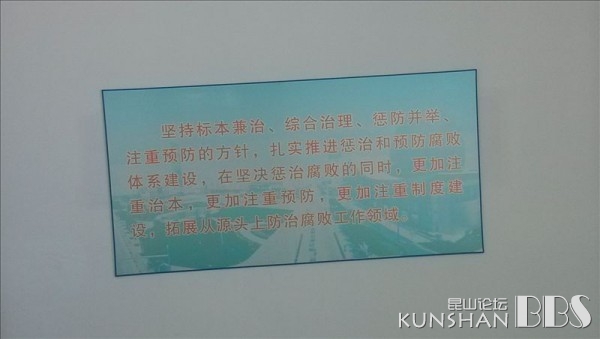 坚持标本兼治、综合治理、惩防并举、
注重预防的方针，扎实推进惩治和预防腐败
体系建设，在坚决惩治腐败的同时，更加注
重治本，更加注重预防，更加注重制度建
设，拓展从源头上防治腐败工作领域。
昆山论坛
KUNSHAN BBS